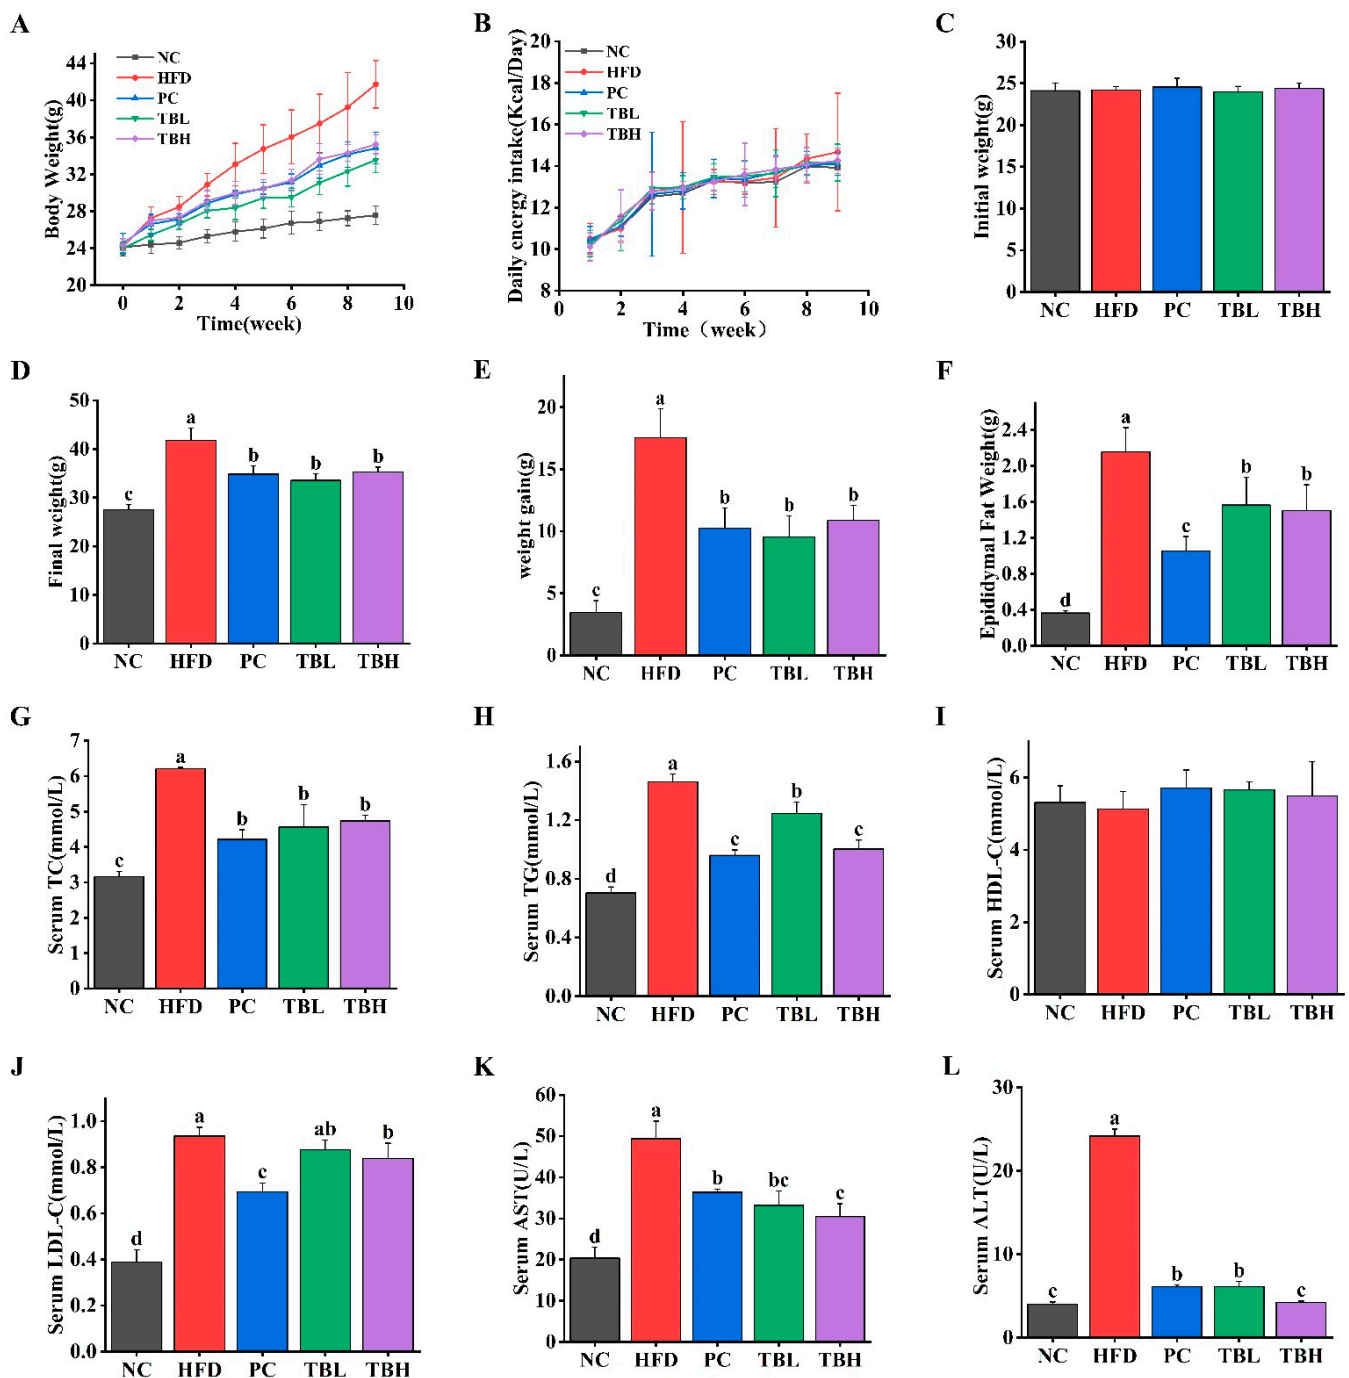 A
Body Weight(g)
44
40
36
32
28
24
20
NC
HFD
PC
TBL
TBH
0 2 4 6 8 10
Time(week)
B
Daily energy intake(Kcal/Day)
20
18
16
14
12
10
8
NC
HFD
PC
TBL
TBH
0 2 4 6 8 10
Time（week）
C
Initial weight(g)
30
25
20
15
10
5
0
NC HFD PC TBL TBH
D
Final weight(g)
50
40
30
20
10
0
c a b b b
NC HFD PC TBL TBH
E
weight gain(g)
20
15
10
5
0
c a b b b
NC HFD PC TBL TBH
F
Epididymal Fat Weight(g)
2.4
2.0
1.6
1.2
0.8
0.4
0.0
d a c b b
NC HFD PC TBL TBH
G
Serum TC(mmol/L)
7
6
5
4
3
2
1
0
c a b b b
NC HFD PC TBL TBH
H
Serum TG(mmol/L)
1.6
1.2
0.8
0.4
0.0
d a c b c
NC HFD PC TBL TBH
I
Serum HDL-C(mmol/L)
6
4
2
0
NC HFD PC TBL TBH
J
Serum LDL-C(mmol/L)
1.0
0.8
0.6
0.4
0.2
0.0
d a c ab b
NC HFD PC TBL TBH
K
Serum AST(U/L)
60
50
40
30
20
10
0
d a b bc c
NC HFD PC TBL TBH
L
Serum ALT(U/L)
30
20
10
0
c a b b c
NC HFD PC TBL TBH